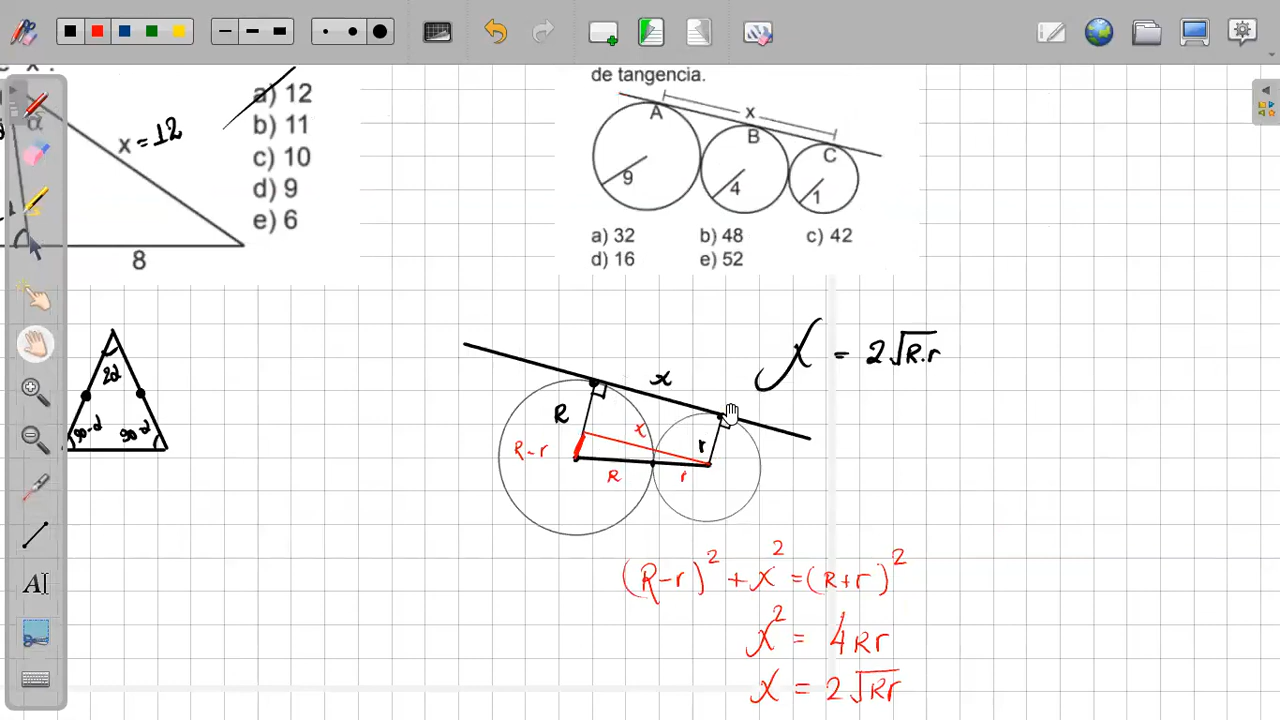 a) 12
b) 11
c) 10
d) 9
e) 6
α
x = 12
8
de tangencia.
A
x
B
C
9
4
1
a) 32 b) 48 c) 42
d) 16 e) 52
2α
90-α 90-α
x
R
r
R-r
x
R
r
x = 2√R.r
(R-r)² + x² = (R+r)²
x² = 4Rr
x = 2√Rr
A